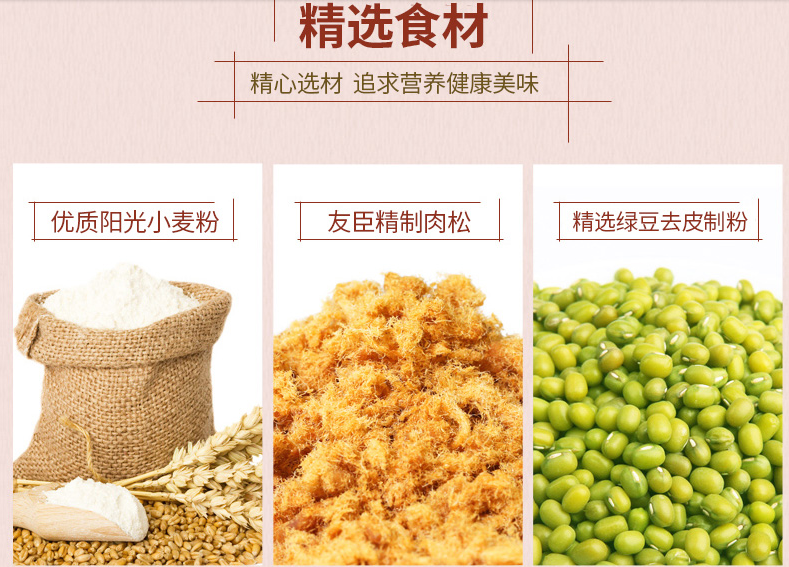 精选食材
精心选材 追求营养健康美味
优质阳光小麦粉
友臣精制肉松
精选绿豆去皮制粉